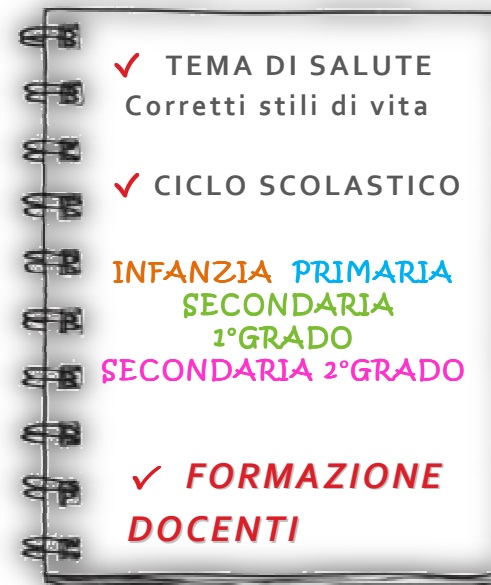 ✓ TEMA DI SALUTE
Corretti stili di vita
✓ CICLO SCOLASTICO
INFANZIA PRIMARIA
SECONDARIA
1°GRADO
SECONDARIA 2°GRADO
✓ FORMAZIONE
DOCENTI